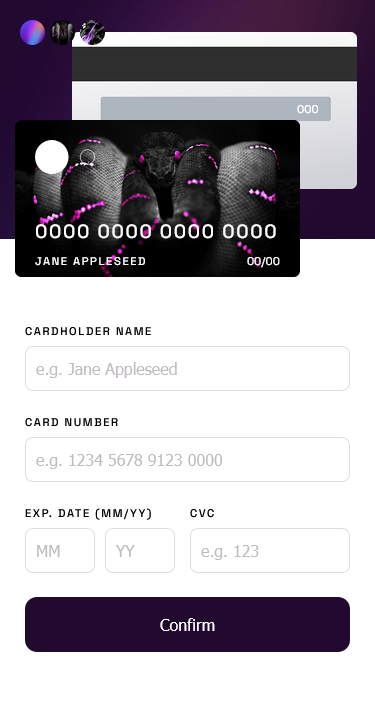 000
0000 0000 0000 0000
JANE APPLESEED 00/00
CARDHOLDER NAME
e.g. Jane Appleseed
CARD NUMBER
e.g. 1234 5678 9123 0000
EXP. DATE (MM/YY) CVC
MM YY e.g. 123
Confirm